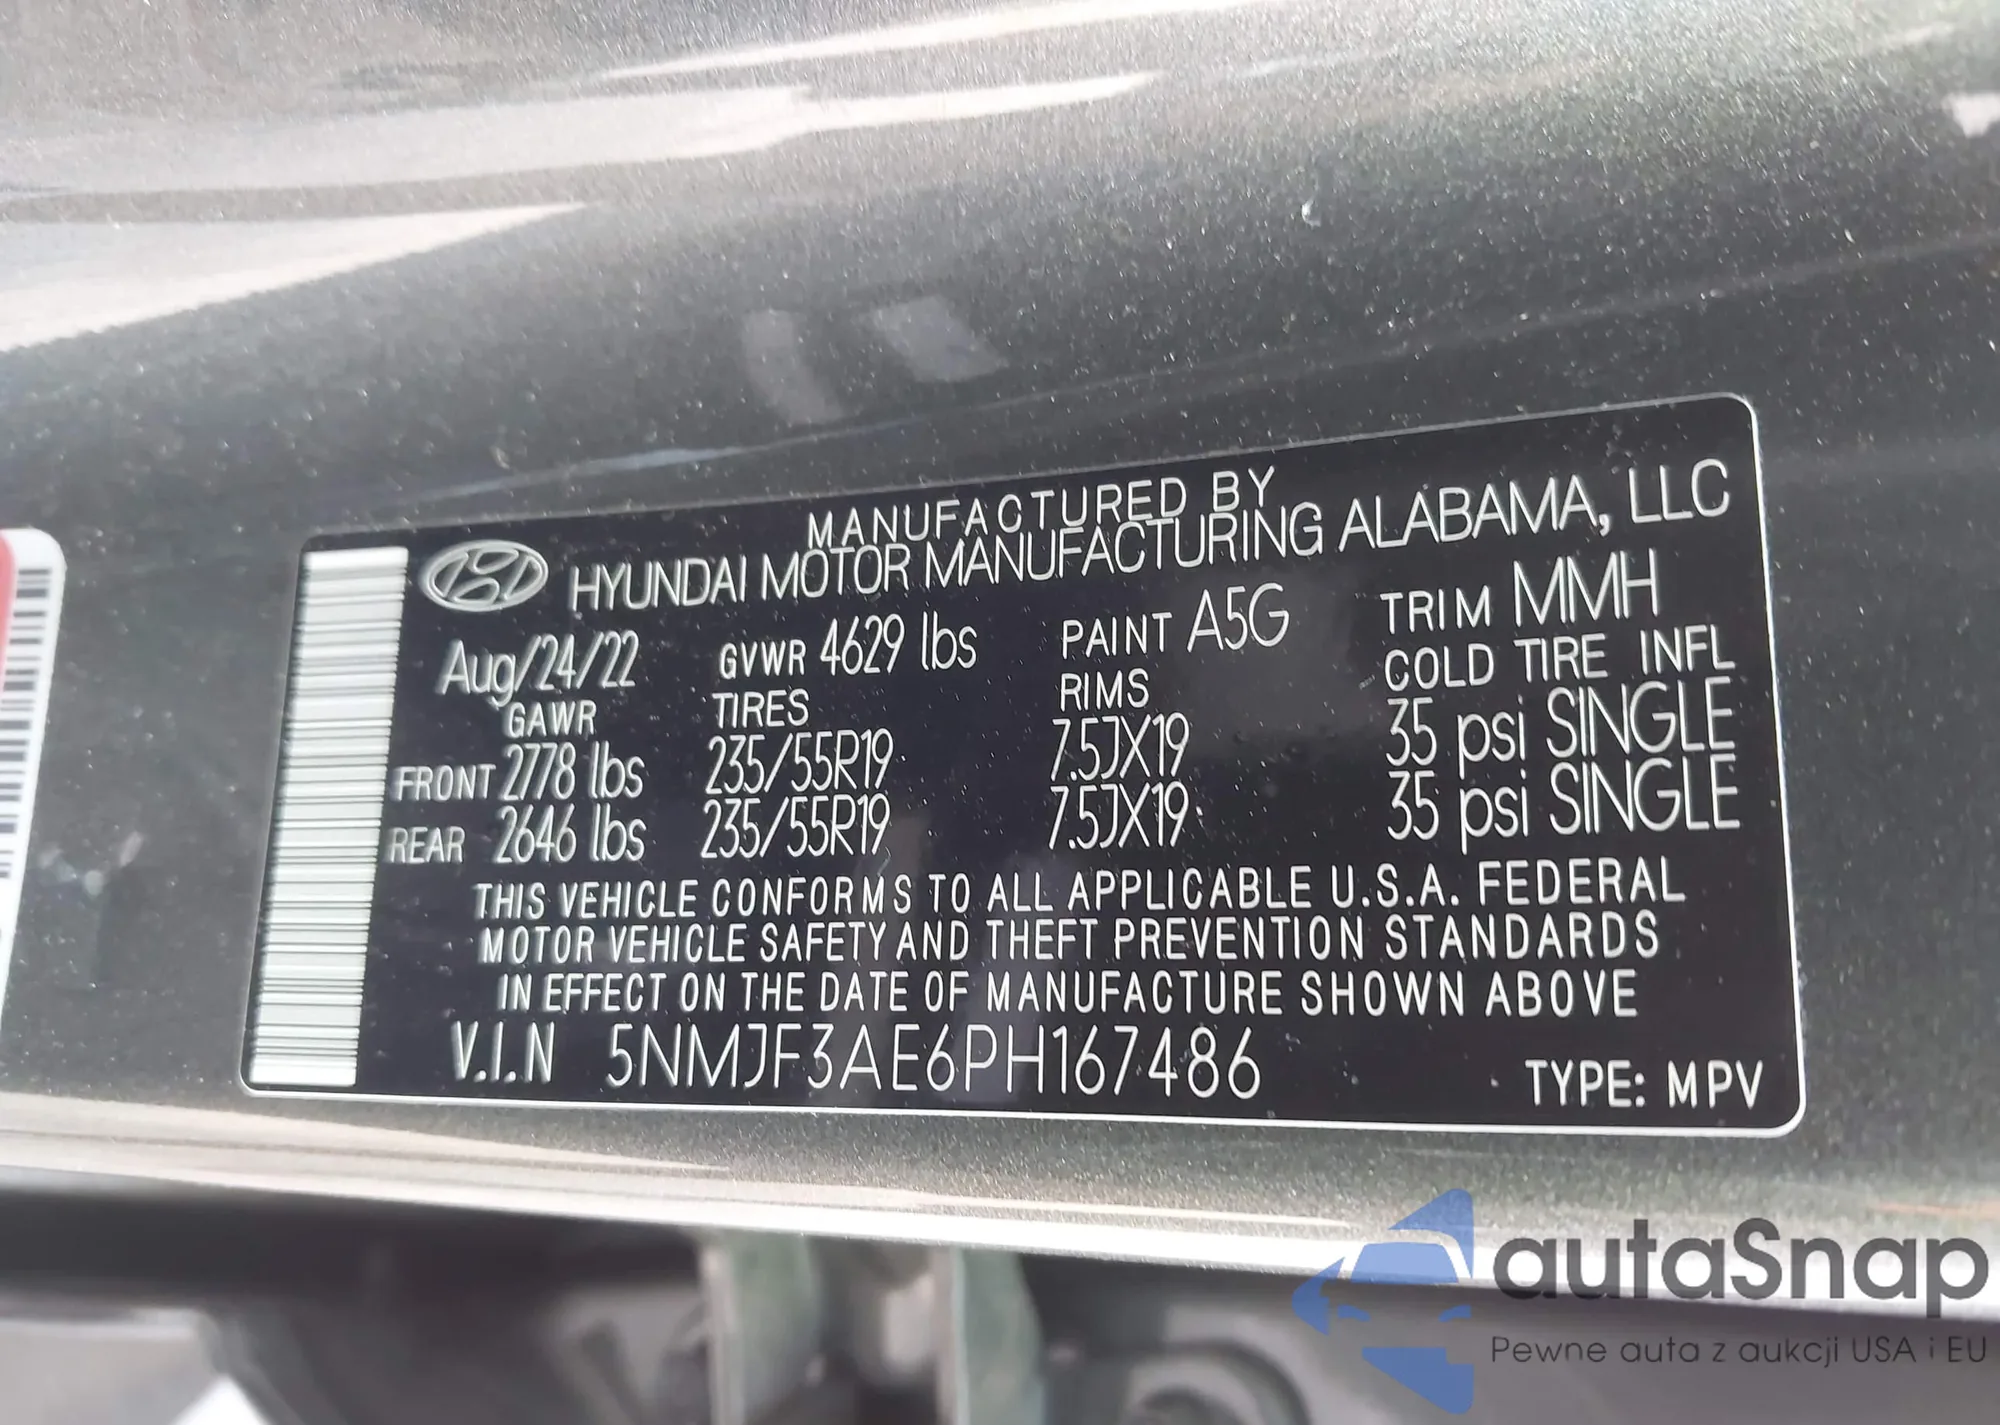 MANUFACTURED BY
HYUNDAI MOTOR MANUFACTURING ALABAMA, LLC
Aug/24/22 GVWR 4629 lbs PAINT A5G TRIM MMH
GAWR TIRES RIMS COLD TIRE INFL
FRONT 2778 lbs 235/55R19 7.5JX19 35 psi SINGLE
REAR 2646 lbs 235/55R19 7.5JX19 35 psi SINGLE
THIS VEHICLE CONFORMS TO ALL APPLICABLE U.S.A. FEDERAL
MOTOR VEHICLE SAFETY AND THEFT PREVENTION STANDARDS
IN EFFECT ON THE DATE OF MANUFACTURE SHOWN ABOVE
V.I.N 5NMJF3AE6PH167486 TYPE: MPV
autaSnap
Pewne auta z aukcji USA i EU